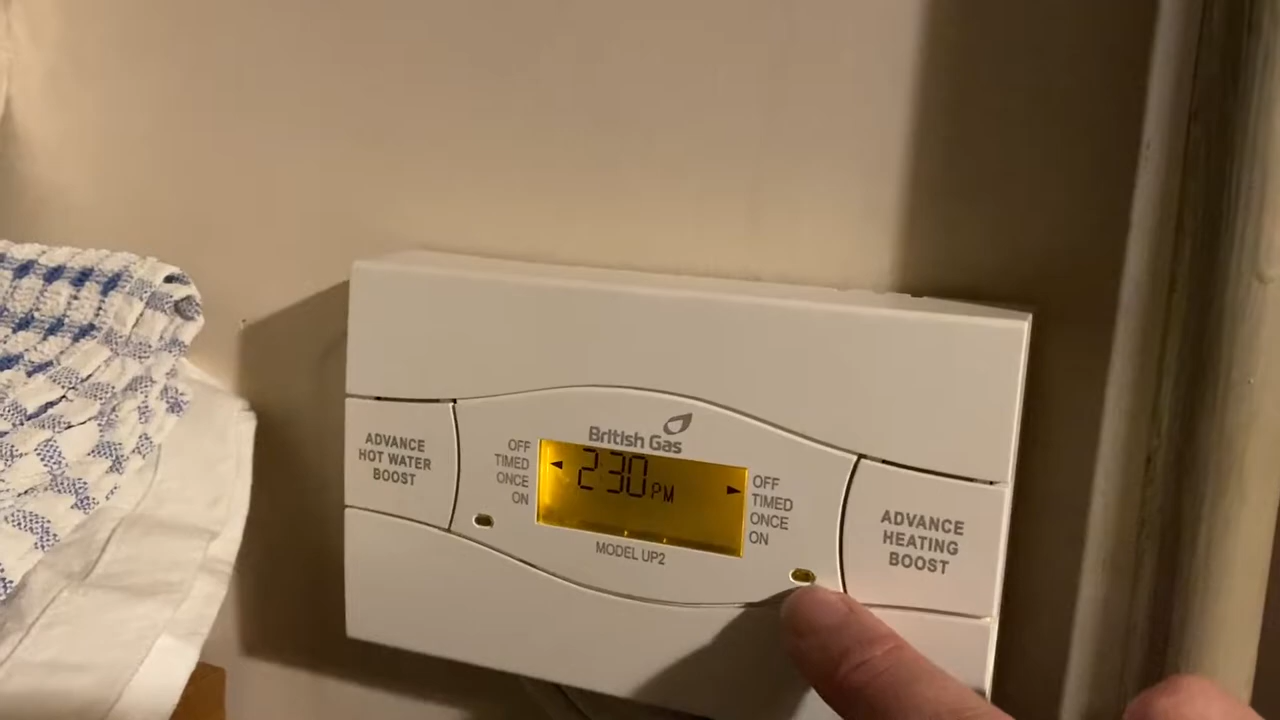 British Gas
ADVANCE
HOT WATER
BOOST
OFF
TIMED
ONCE
ON
2:30 PM
OFF
TIMED
ONCE
ON
MODEL UP2
ADVANCE
HEATING
BOOST